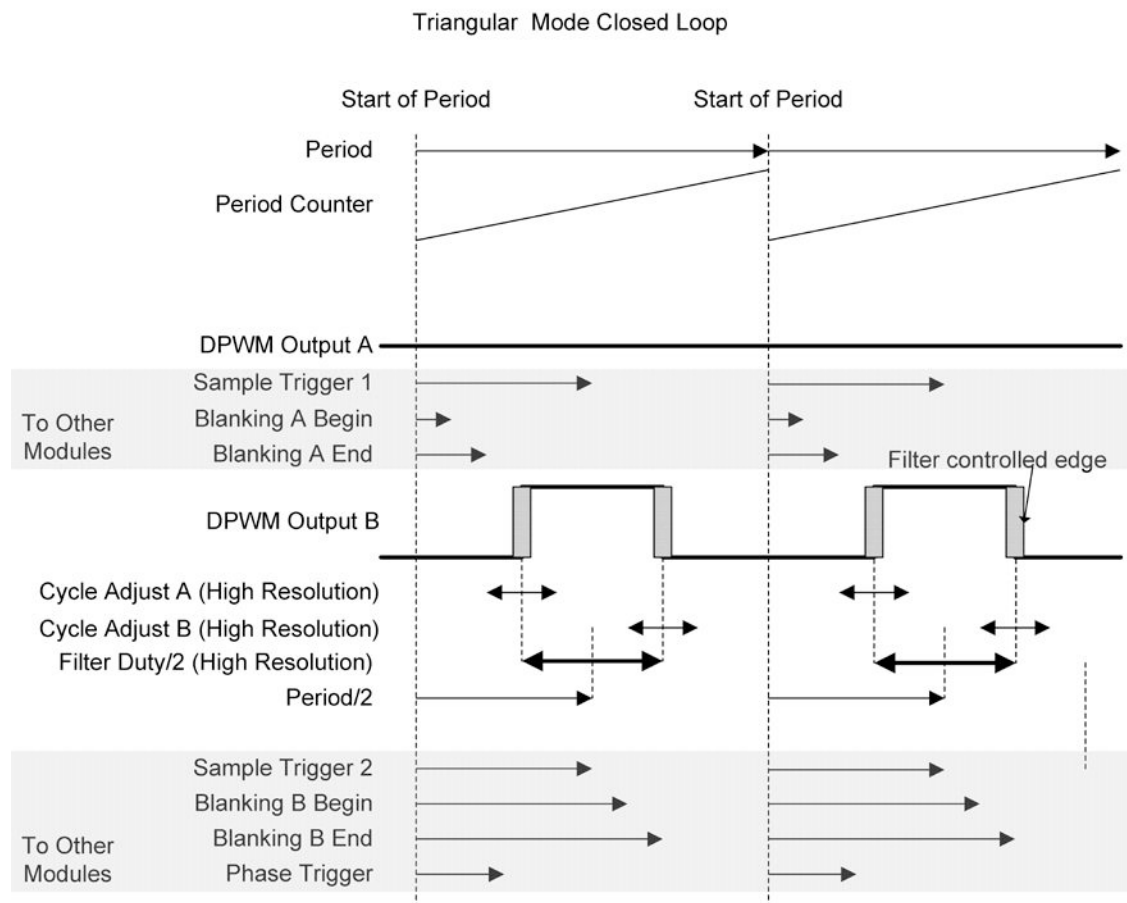 Triangular Mode Closed Loop
Start of Period
Start of Period
Period
Period Counter
DPWM Output A
Sample Trigger 1
To Other
Modules
Blanking A Begin
Blanking A End
Filter controlled edge
DPWM Output B
Cycle Adjust A (High Resolution)
Cycle Adjust B (High Resolution)
Filter Duty/2 (High Resolution)
Period/2
Sample Trigger 2
Blanking B Begin
Blanking B End
To Other
Modules
Phase Trigger